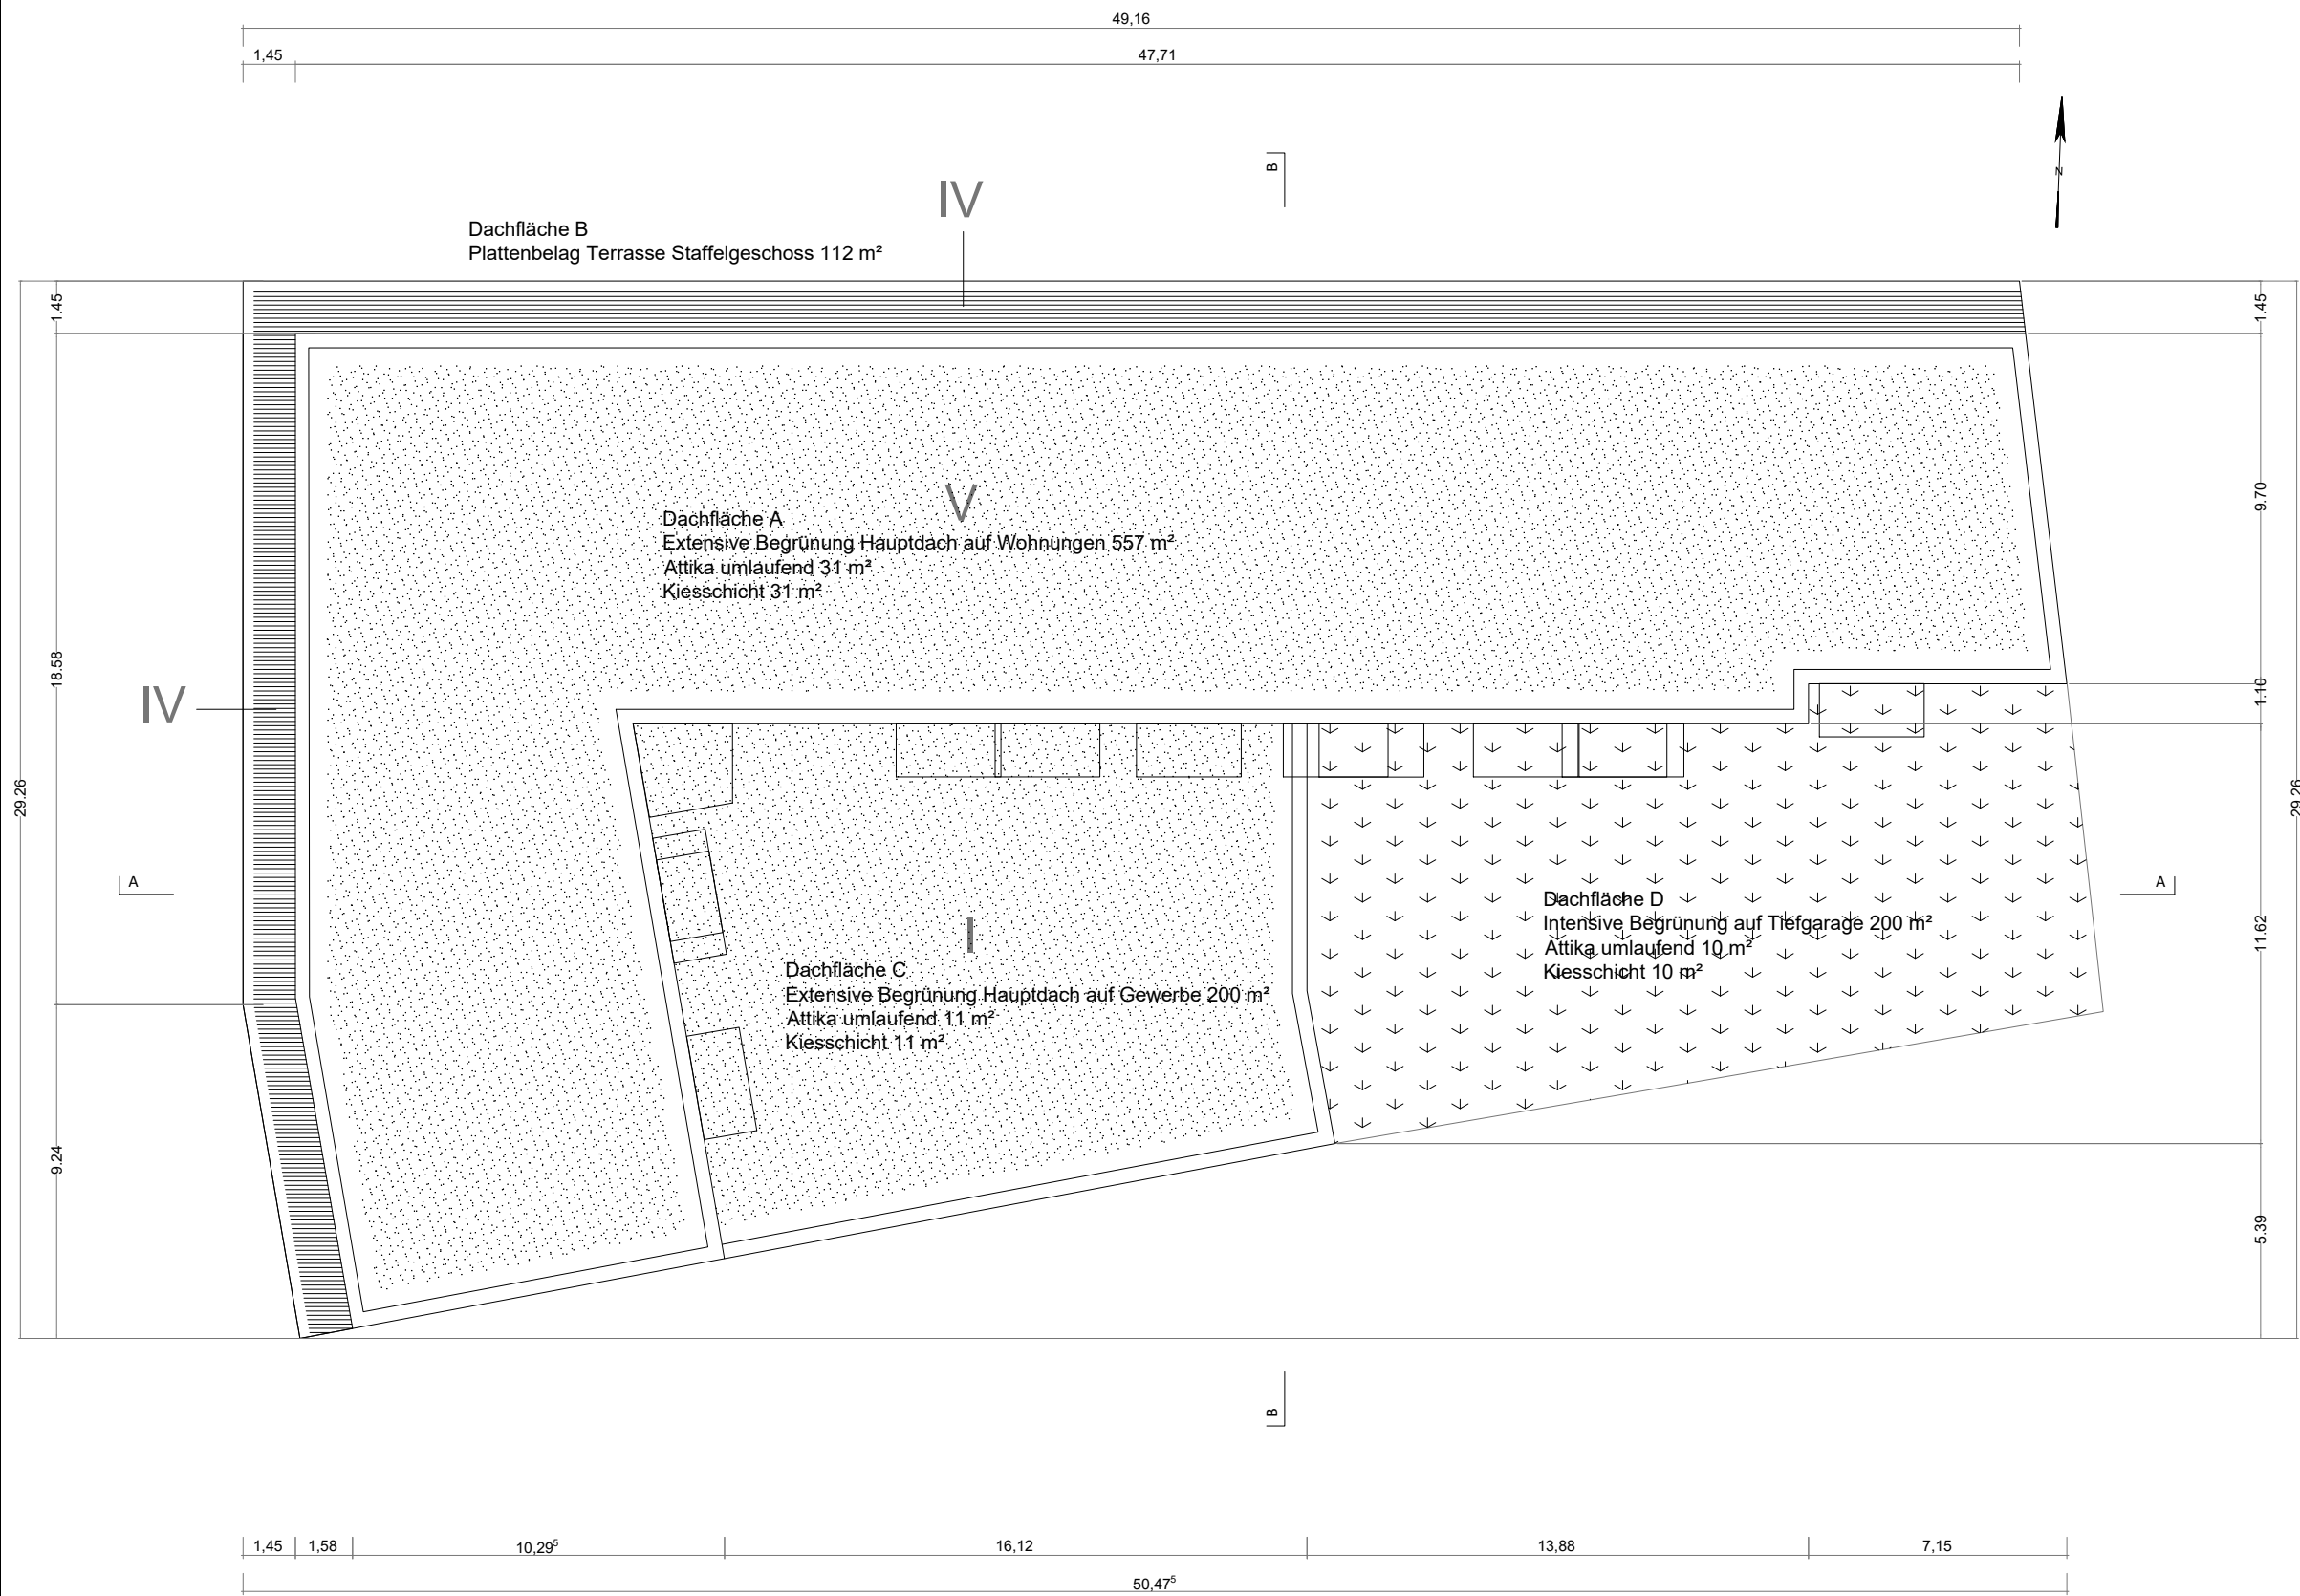 49,16
1,45
47,71
N
B
IV
Dachfläche B
Plattenbelag Terrasse Staffelgeschoss 112 m²
1.45
1.45
V
9.70
Dachfläche A
Extensive Begrünung Hauptdach auf Wohnungen 557 m²
Attika umlaufend 31 m²
Kiesschicht 31 m²
18.58
1.10
IV
29.26
29.26
A
A
I
Dachfläche D
Intensive Begrünung auf Tiefgarage 200 m²
Attika umlaufend 10 m²
Kiesschicht 10 m²
11.62
Dachfläche C
Extensive Begrünung Hauptdach auf Gewerbe 200 m²
Attika umlaufend 11 m²
Kiesschicht 11 m²
9.24
5.39
B
1,45
1,58
10,29⁵
16,12
13,88
7,15
50,47⁵